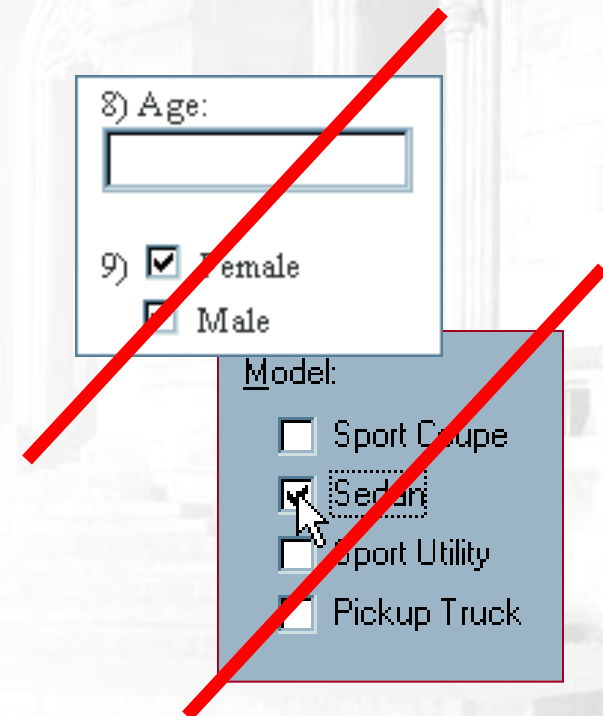 8) Age:
9) Female
Male
Model:
Sport Coupe
Sedan
Sport Utility
Pickup Truck